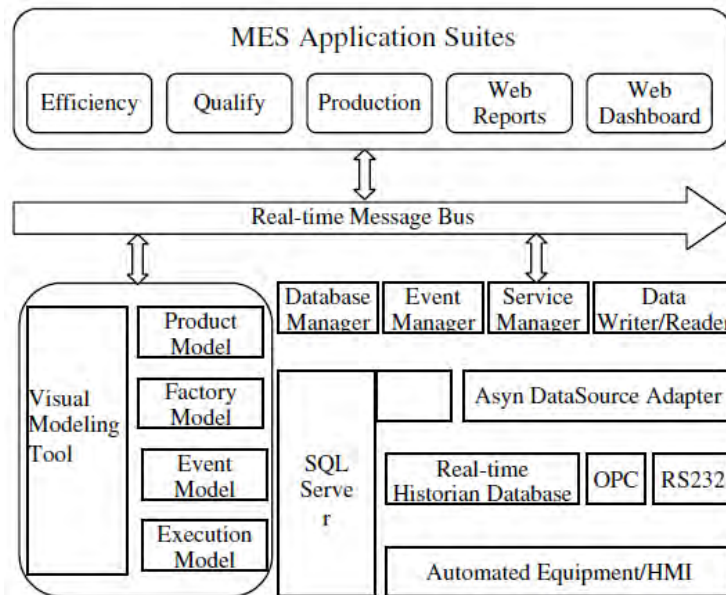 MES Application Suites
Efficiency
Qualify
Production
Web
Reports
Web
Dashboard
Real-time Message Bus
Visual
Modeling
Tool
Product
Model
Factory
Model
Event
Model
Execution
Model
Database
Manager
Event
Manager
Service
Manager
Data
Writer/Reader
SQL
Serve
r
Asyn DataSource Adapter
Real-time
Historian Database
OPC
RS232
Automated Equipment/HMI